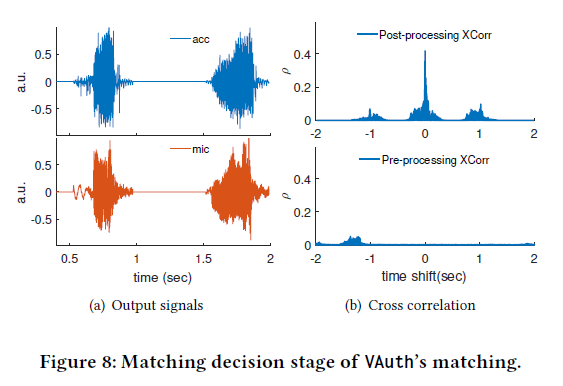 acc
a.u.
0.5
0
-0.5
mic
a.u.
0.5
0
-0.5
0.5 1 1.5 2
time (sec)
(a) Output signals
Post-processing XCorr
ρ
0.4
0.2
0
-2 -1 0 1 2
Pre-processing XCorr
ρ
0.4
0.2
0
-2 -1 0 1 2
time shift(sec)
(b) Cross correlation
Figure 8: Matching decision stage of VAuth's matching.